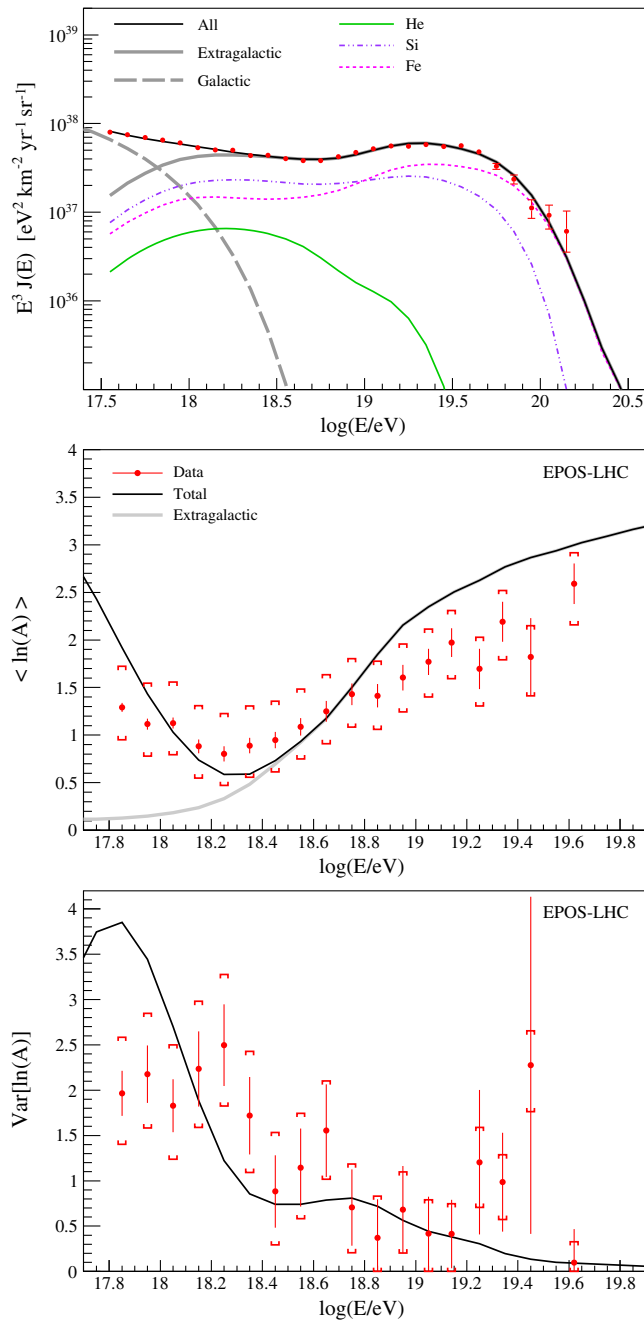 All
Extragalactic
Galactic
He
Si
Fe
10^39
10^38
10^37
10^36
E^3 J(E) [eV^2 km^-2 yr^-1 sr^-1]
17.5 18 18.5 19 19.5 20 20.5
log(E/eV)
EPOS-LHC
Data
Total
Extragalactic
4
3.5
3
2.5
2
1.5
1
0.5
0
< ln(A) >
17.8 18 18.2 18.4 18.6 18.8 19 19.2 19.4 19.6 19.8
log(E/eV)
EPOS-LHC
4
3.5
3
2.5
2
1.5
1
0.5
0
Var[ln(A)]
17.8 18 18.2 18.4 18.6 18.8 19 19.2 19.4 19.6 19.8
log(E/eV)